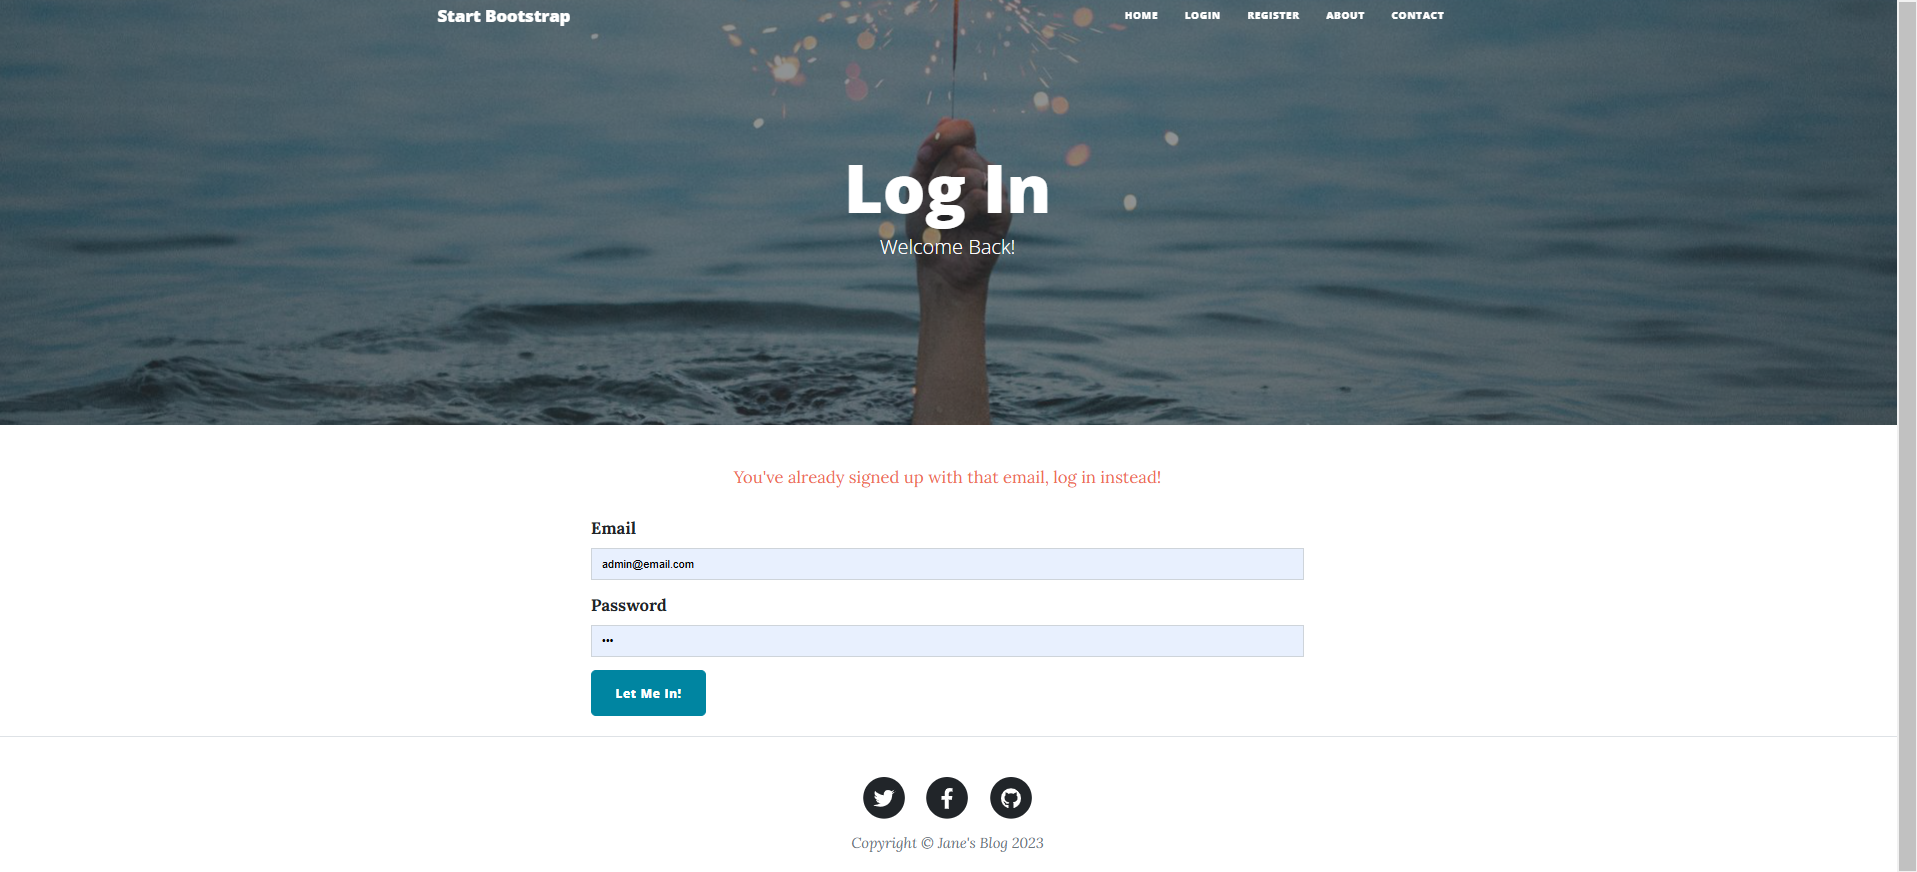 Start Bootstrap
HOME LOGIN REGISTER ABOUT CONTACT
Log In
Welcome Back!
You've already signed up with that email, log in instead!
Email
admin@email.com
Password
•••
Let Me In!
Copyright © Jane's Blog 2023